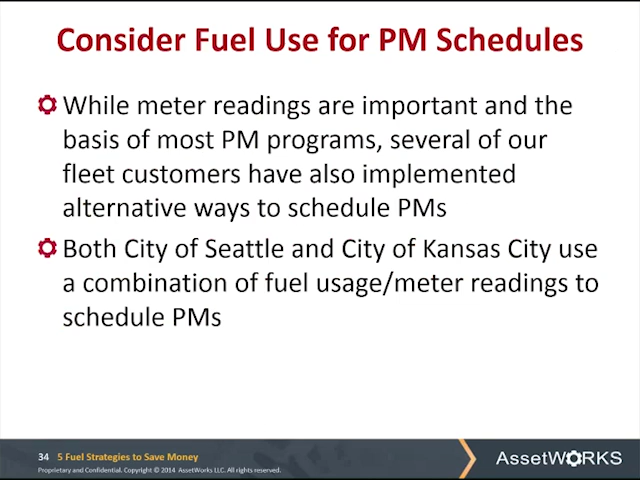 Consider Fuel Use for PM Schedules
While meter readings are important and the
basis of most PM programs, several of our
fleet customers have also implemented
alternative ways to schedule PMs
Both City of Seattle and City of Kansas City use
a combination of fuel usage/meter readings to
schedule PMs
34 5 Fuel Strategies to Save Money
Proprietary and Confidential. Copyright © 2014 AssetWorks LLC. All rights reserved.
AssetWORKS